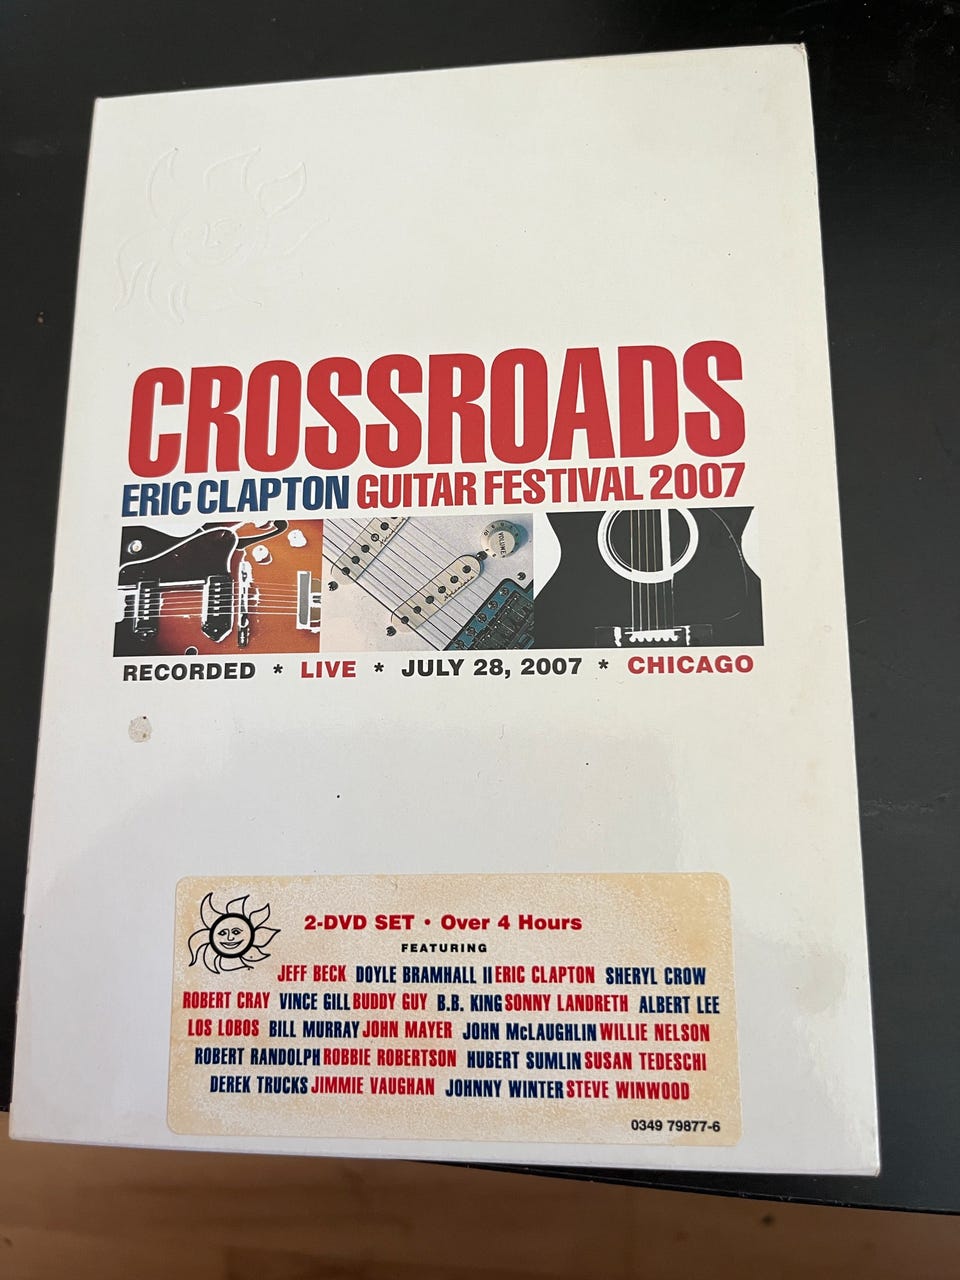 CROSSROADS
ERIC CLAPTON GUITAR FESTIVAL 2007
VOLUME
RECORDED * LIVE * JULY 28, 2007 * CHICAGO
2-DVD SET • Over 4 Hours
FEATURING
JEFF BECK DOYLE BRAMHALL II ERIC CLAPTON SHERYL CROW
ROBERT CRAY VINCE GILL BUDDY GUY B.B. KING SONNY LANDRETH ALBERT LEE
LOS LOBOS BILL MURRAY JOHN MAYER JOHN McLAUGHLIN WILLIE NELSON
ROBERT RANDOLPH ROBBIE ROBERTSON HUBERT SUMLIN SUSAN TEDESCHI
DEREK TRUCKS JIMMIE VAUGHAN JOHNNY WINTER STEVE WINWOOD
0349 79877-6